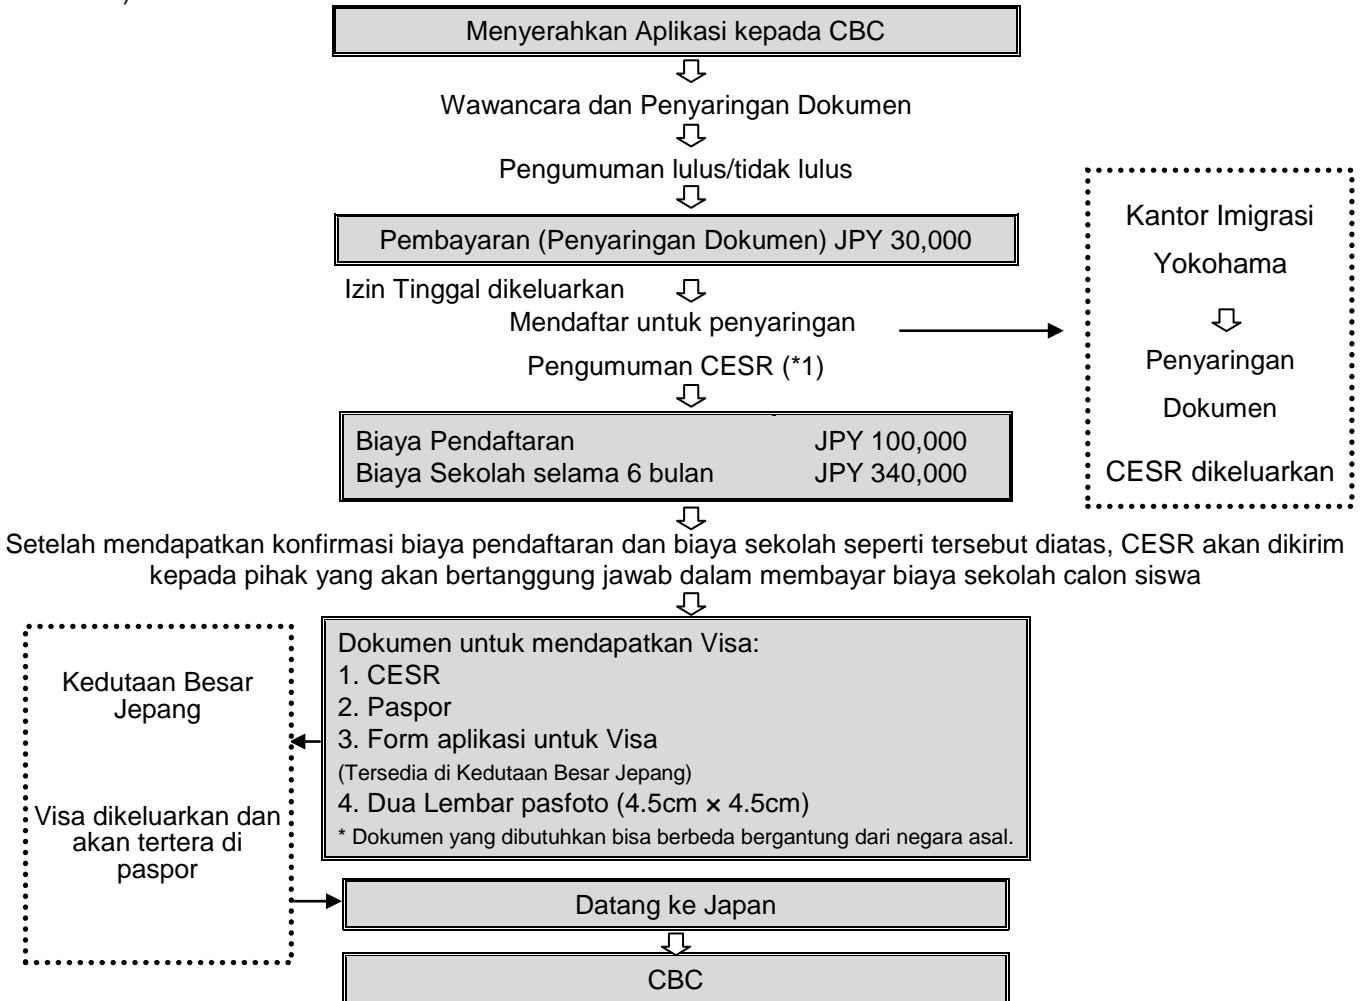 Menyerahkan Aplikasi kepada CBC
Wawancara dan Penyaringan Dokumen
Pengumuman lulus/tidak lulus
Pembayaran (Penyaringan Dokumen) JPY 30,000
Izin Tinggal dikeluarkan
Mendaftar untuk penyaringan
Pengumuman CESR (*1)
Kantor Imigrasi
Yokohama
Penyaringan
Dokumen
CESR dikeluarkan
Biaya Pendaftaran JPY 100,000
Biaya Sekolah selama 6 bulan JPY 340,000
Setelah mendapatkan konfirmasi biaya pendaftaran dan biaya sekolah seperti tersebut diatas, CESR akan dikirim
kepada pihak yang akan bertanggung jawab dalam membayar biaya sekolah calon siswa
Dokumen untuk mendapatkan Visa:
1. CESR
2. Paspor
3. Form aplikasi untuk Visa
(Tersedia di Kedutaan Besar Jepang)
4. Dua Lembar pasfoto (4.5cm × 4.5cm)
* Dokumen yang dibutuhkan bisa berbeda bergantung dari negara asal.
Kedutaan Besar
Jepang
Visa dikeluarkan dan
akan tertera di
paspor
Datang ke Japan
CBC